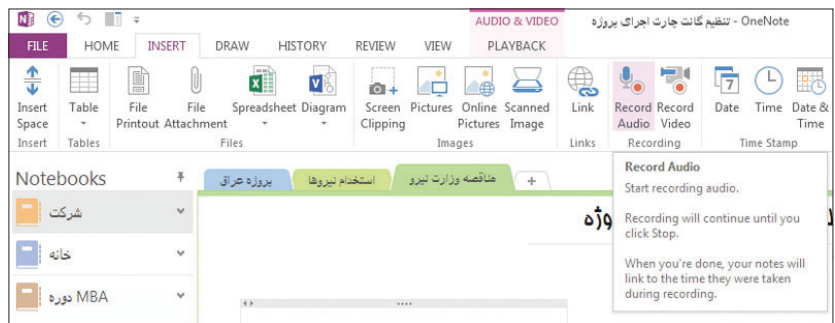 تنظیم گانت چارت اجرای پروژه - OneNote
AUDIO & VIDEO
FILE HOME INSERT DRAW HISTORY REVIEW VIEW PLAYBACK
Insert Space
Table
File Printout
File Attachment
Spreadsheet
Diagram
Screen Clipping
Pictures
Online Pictures
Scanned Image
Link
Record Audio
Record Video
Date
Time
Date & Time
Insert Tables Files Images Links Recording Time Stamp
Notebooks
پروژه عراق
استخدام نیروها
مناقصه وزارت نیرو
+
شرکت
خانه
دوره MBA
وژه
Record Audio
Start recording audio.
Recording will continue until you
click Stop.
When you're done, your notes will
link to the time they were taken
during recording.